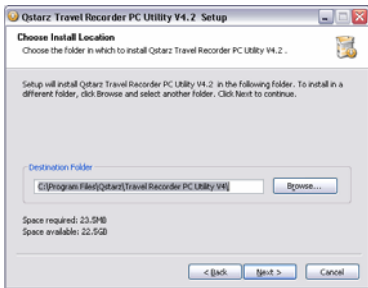 Qstarz Travel Recorder PC Utility V4.2 Setup
Choose Install Location
Choose the folder in which to install Qstarz Travel Recorder PC Utility V4.2 .
Setup will install Qstarz Travel Recorder PC Utility V4.2 in the following folder. To install in a
different folder, click Browse and select another folder. Click Next to continue.
Destination Folder
C:\Program Files\Qstarz\Travel Recorder PC Utility V4\
Browse...
Space required: 23.5MB
Space available: 22.5GB
< Back
Next >
Cancel